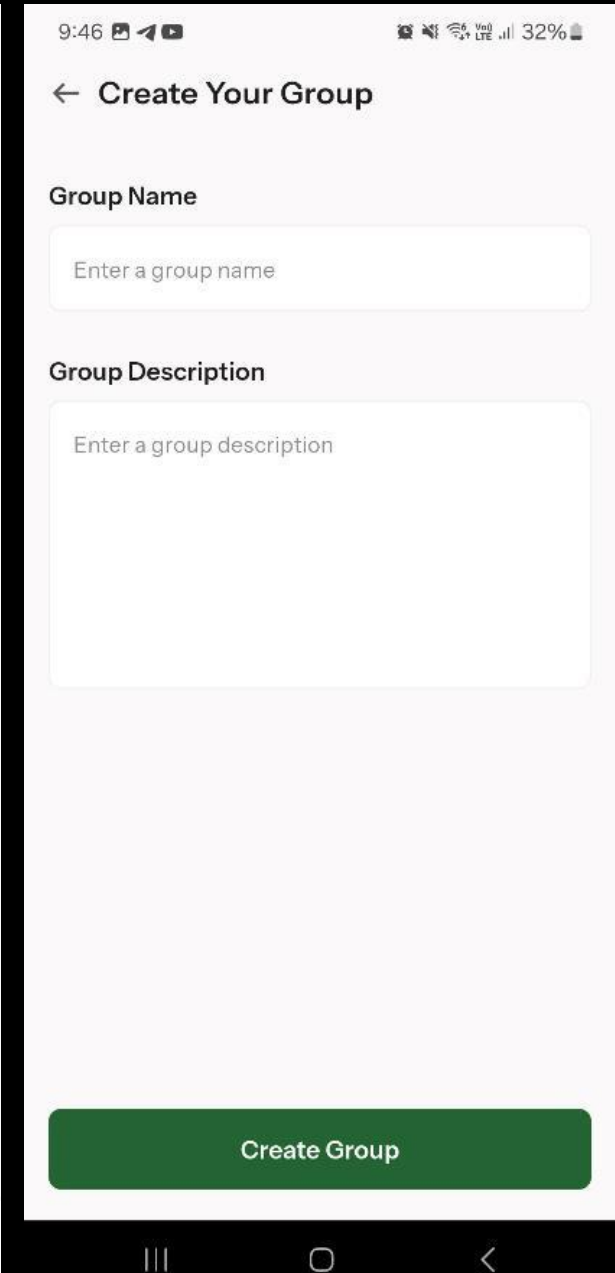 9:46 32%
Create Your Group
Group Name
Enter a group name
Group Description
Enter a group description
Create Group